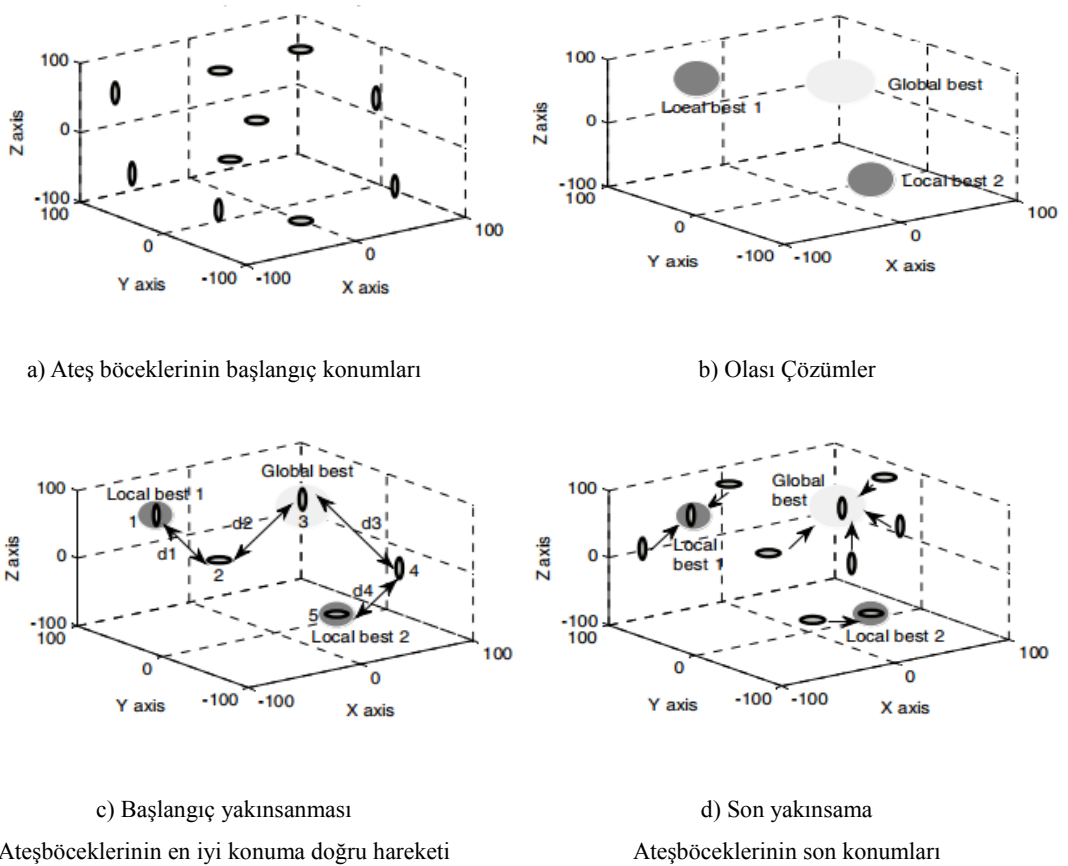 100
0
-100
100
0
-100
-100
0
100
Z axis
Y axis
X axis
a) Ateş böceklerinin başlangıç konumları
100
0
-100
100
0
-100
-100
0
100
Z axis
Y axis
X axis
Local best 1
Global best
Local best 2
b) Olası Çözümler
100
0
-100
100
0
-100
-100
0
100
Z axis
Y axis
X axis
Global best
Local best 1
1
d1
2
d2
3
d3
4
d4
5
Local best 2
c) Başlangıç yakınsanması
Ateşböceklerinin en iyi konuma doğru hareketi
100
0
-100
100
0
-100
-100
0
100
Z axis
Y axis
X axis
Global
best
Local
best 1
Local best 2
d) Son yakınsama
Ateşböceklerinin son konumları